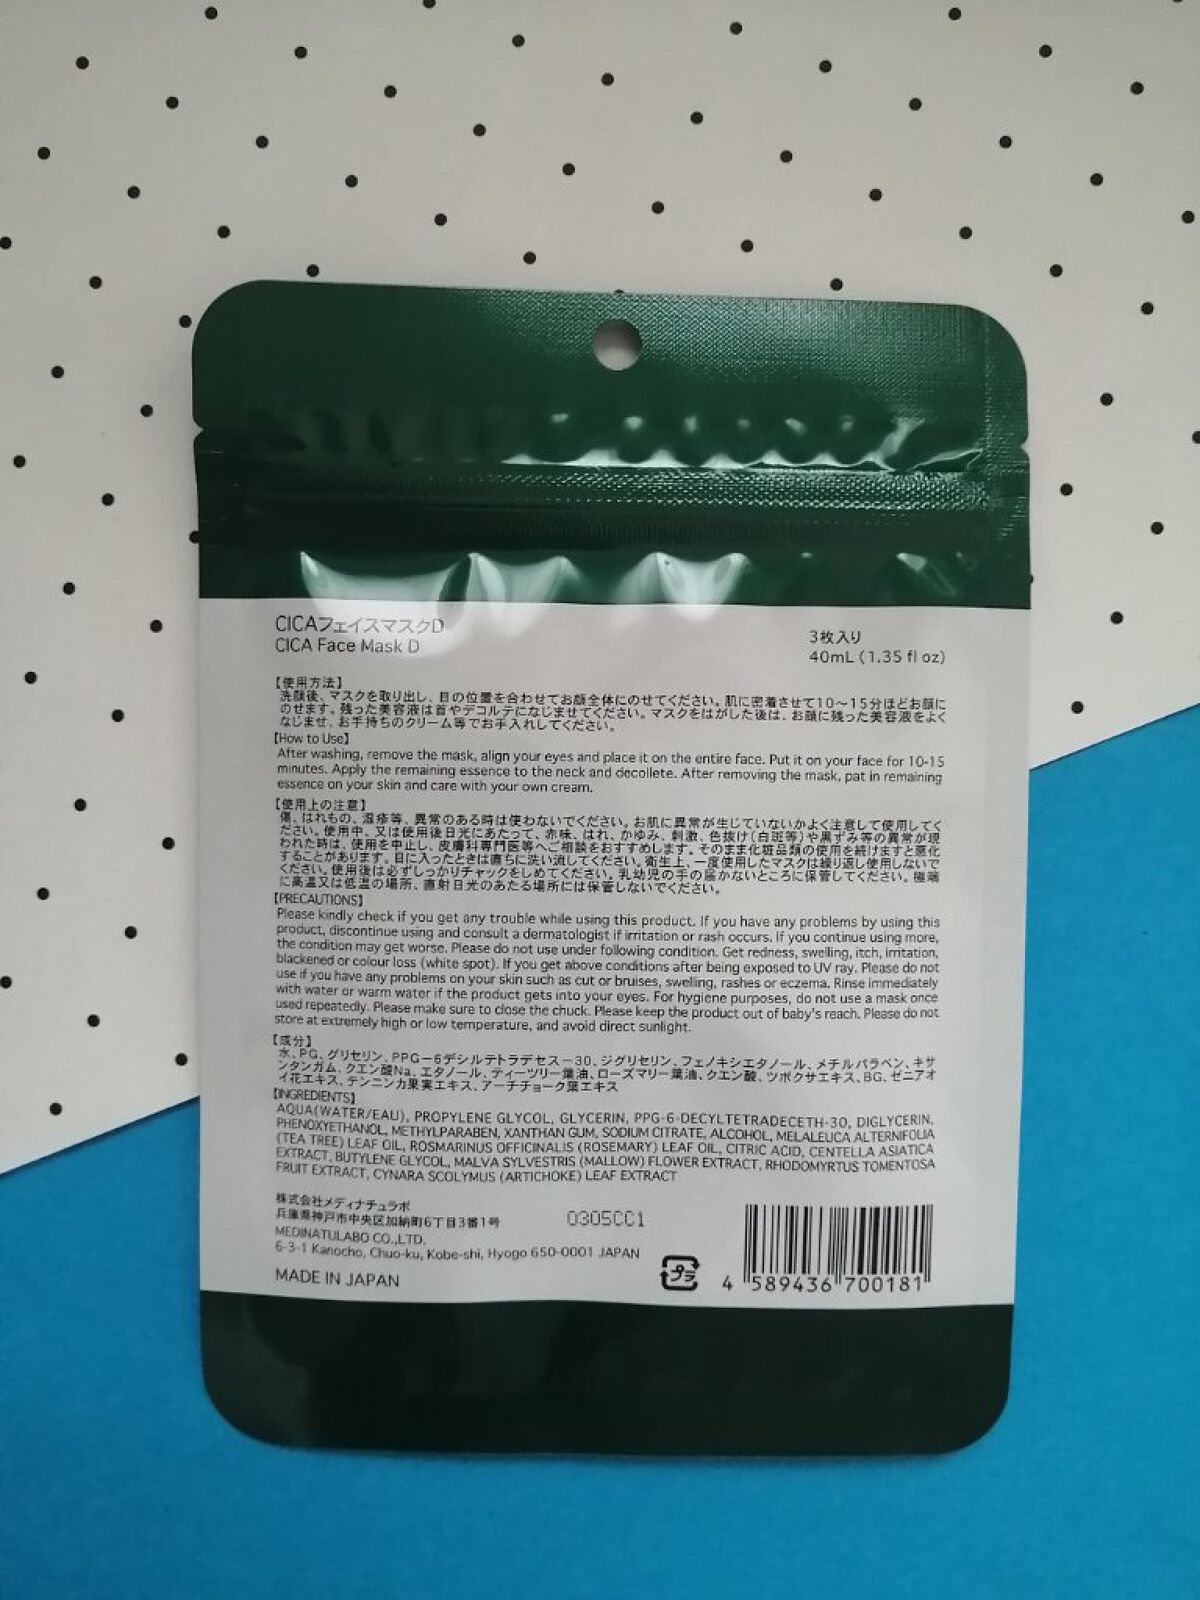 CICAフェイスマスクD
CICA Face Mask D
3枚入り
40mL (1.35 fl oz)
【使用方法】
洗顔後、マスクを取り出し、目の位置を合わせてお顔全体にのせてください。肌に密着させて10〜15分ほどお顔に
のせます。残った美容液は首やデコルテになじませてください。マスクをはがした後は、お顔に残った美容液をよく
なじませ、お手持ちのクリーム等でお手入れしてください。
【How to Use】
After washing, remove the mask, align your eyes and place it on the entire face. Put it on your face for 10-15
minutes. Apply the remaining essence to the neck and decollete. After removing the mask, pat in remaining
essence on your skin and care with your own cream.
【使用上の注意】
傷、はれもの、湿疹等、異常のある時は使わないでください。お肌に異常が生じていないかよく注意して使用してく
ださい。使用中、又は使用後日光にあたって、赤味、はれ、かゆみ、刺激、色抜け(白斑等)や黒ずみ等の異常が現
われた時は、使用を中止し、皮膚科専門医等へご相談をおすすめします。そのまま化粧品類の使用を続けますと悪化
することがあります。目に入ったときは直ちに洗い流してください。衛生上、一度使用したマスクは繰り返し使用しないで
ください。使用後は必ずしっかりチャックをしめてください。乳幼児の手の届かないところに保管してください。極端
に高温又は低温の場所、直射日光のあたる場所には保管しないでください。
【PRECAUTIONS】
Please kindly check if you get any trouble while using this product. If you have any problems by using this
product, discontinue using and consult a dermatologist if irritation or rash occurs. If you continue using more,
the condition may get worse. Please do not use under following condition. Get redness, swelling, itch, irritation,
blackened or colour loss (white spot). If you get above conditions after being exposed to UV ray. Please do not
use if you have any problems on your skin such as cut or bruises, swelling, rashes or eczema. Rinse immediately
with water or warm water if the product gets into your eyes. For hygiene purposes, do not use a mask once
used repeatedly. Please make sure to close the chuck. Please keep the product out of baby's reach. Please do not
store at extremely high or low temperature, and avoid direct sunlight.
【成分】
水、PG、グリセリン、PPG－6デシルテトラデセス－30、ジグリセリン、フェノキシエタノール、メチルパラベン、キサ
ンタンガム、クエン酸Na、エタノール、ティーツリー葉油、ローズマリー葉油、クエン酸、ツボクサエキス、BG、ゼニアオ
イ花エキス、テンニンカ果実エキス、アーチチョーク葉エキス
【INGREDIENTS】
AQUA(WATER/EAU), PROPYLENE GLYCOL, GLYCERIN, PPG-6-DECYLTETRADECETH-30, DIGLYCERIN,
PHENOXYETHANOL, METHYLPARABEN, XANTHAN GUM, SODIUM CITRATE, ALCOHOL, MELALEUCA ALTERNIFOLIA
(TEA TREE) LEAF OIL, ROSMARINUS OFFICINALIS (ROSEMARY) LEAF OIL, CITRIC ACID, CENTELLA ASIATICA
EXTRACT, BUTYLENE GLYCOL, MALVA SYLVESTRIS (MALLOW) FLOWER EXTRACT, RHODOMYRTUS TOMENTOSA
FRUIT EXTRACT, CYNARA SCOLYMUS (ARTICHOKE) LEAF EXTRACT
株式会社メディナチュラボ
兵庫県神戸市中央区加納町6丁目3番1号
0305CC1
MEDINATULABO CO.,LTD.
6-3-1 Kanocho, Chuo-ku, Kobe-shi, Hyogo 650-0001 JAPAN
MADE IN JAPAN
プラ
4 589436 700181